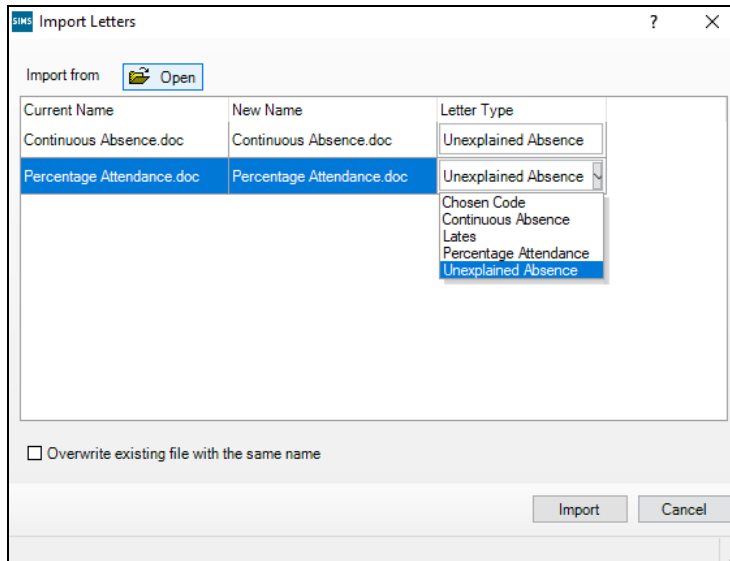 SIMS Import Letters ?
Import from Open
Current Name New Name Letter Type
Continuous Absence.doc Continuous Absence.doc Unexplained Absence
Percentage Attendance.doc Percentage Attendance.doc Unexplained Absence
Chosen Code
Continuous Absence
Lates
Percentage Attendance
Unexplained Absence
Overwrite existing file with the same name
Import Cancel